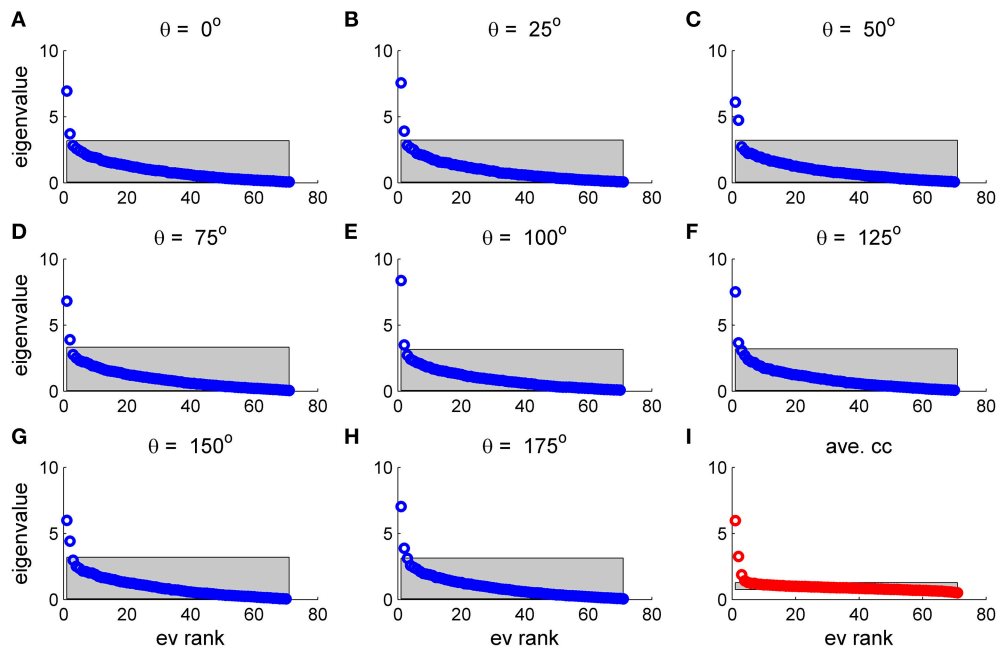 A
θ = 0°
B
θ = 25°
C
θ = 50°
10
5
0
eigenvalue
0 20 40 60 80
10
5
0
0 20 40 60 80
10
5
0
0 20 40 60 80
D
θ = 75°
E
θ = 100°
F
θ = 125°
10
5
0
eigenvalue
0 20 40 60 80
10
5
0
0 20 40 60 80
10
5
0
0 20 40 60 80
G
θ = 150°
H
θ = 175°
I
ave. cc
10
5
0
eigenvalue
0 20 40 60 80
ev rank
10
5
0
0 20 40 60 80
ev rank
10
5
0
0 20 40 60 80
ev rank